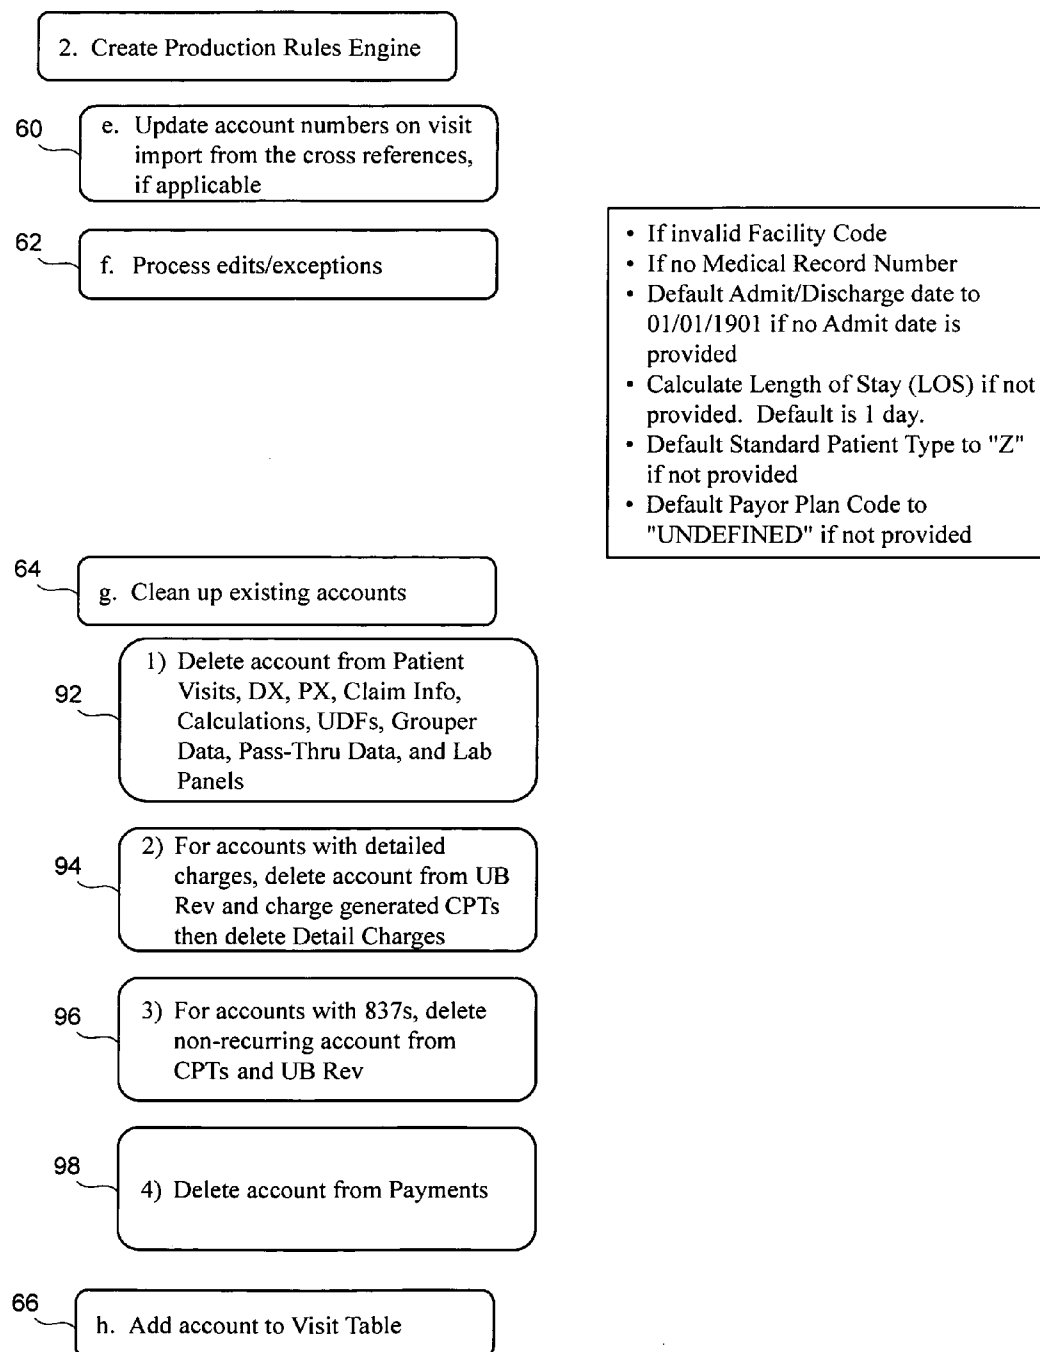 2. Create Production Rules Engine
60
e. Update account numbers on visit
import from the cross references,
if applicable
62
f. Process edits/exceptions
• If invalid Facility Code
• If no Medical Record Number
• Default Admit/Discharge date to
01/01/1901 if no Admit date is
provided
• Calculate Length of Stay (LOS) if not
provided. Default is 1 day.
• Default Standard Patient Type to "Z"
if not provided
• Default Payor Plan Code to
"UNDEFINED" if not provided
64
g. Clean up existing accounts
92
1) Delete account from Patient
Visits, DX, PX, Claim Info,
Calculations, UDFs, Grouper
Data, Pass-Thru Data, and Lab
Panels
94
2) For accounts with detailed
charges, delete account from UB
Rev and charge generated CPTs
then delete Detail Charges
96
3) For accounts with 837s, delete
non-recurring account from
CPTs and UB Rev
98
4) Delete account from Payments
66
h. Add account to Visit Table